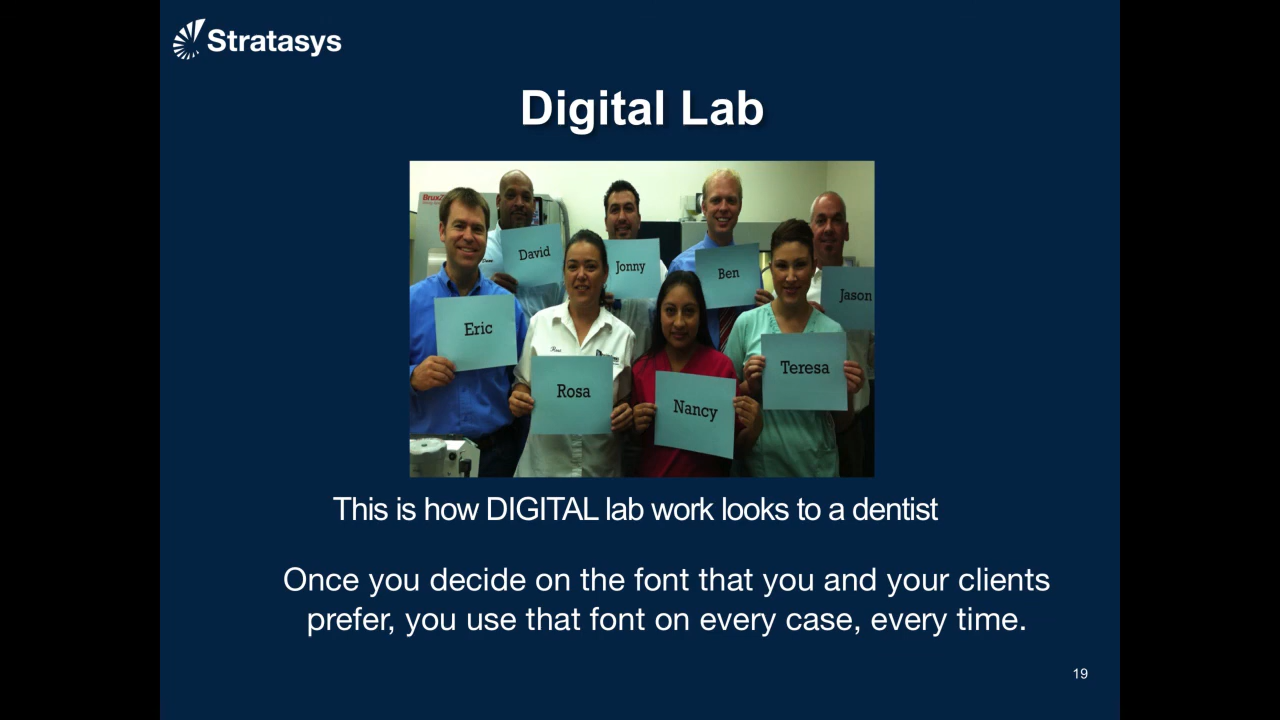 Stratasys
Digital Lab
David
Jonny
Ben
Jason
Eric
Teresa
Rosa
Nancy
This is how DIGITAL lab work looks to a dentist
Once you decide on the font that you and your clients
prefer, you use that font on every case, every time.
19